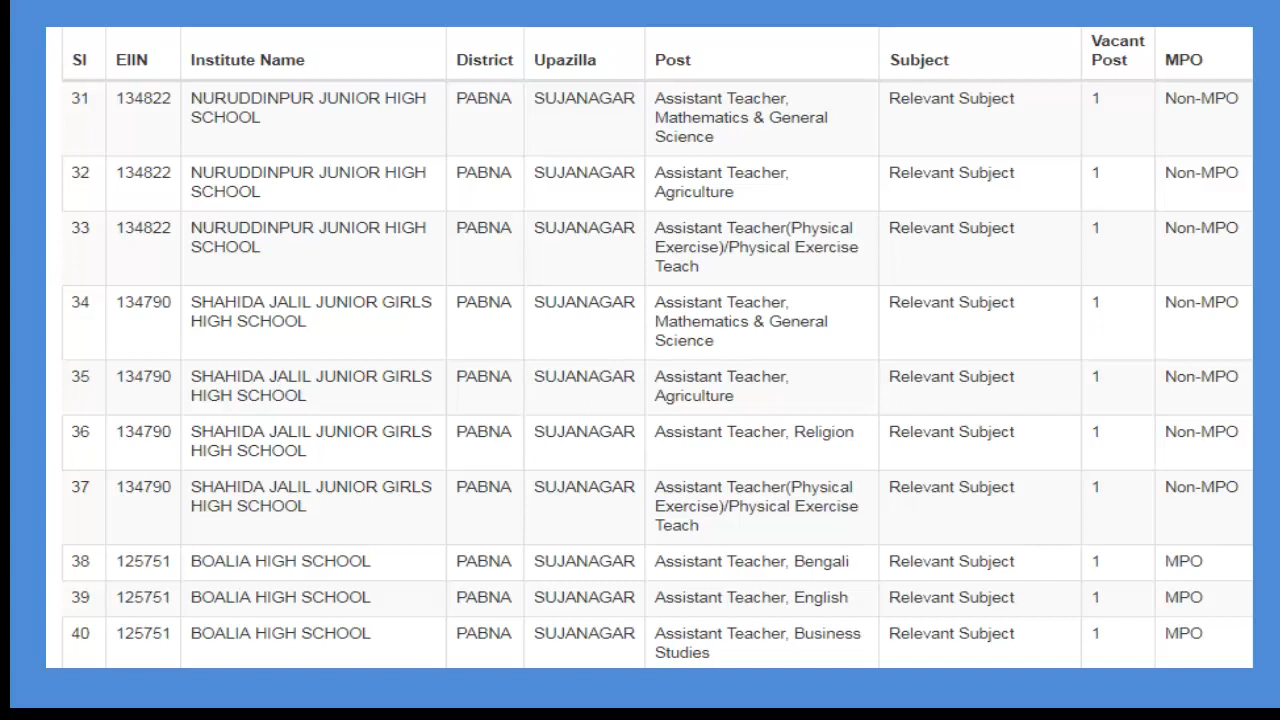 Sl EIIN Institute Name District Upazilla Post Subject Vacant Post MPO
31 134822 NURUDDINPUR JUNIOR HIGH PABNA SUJANAGAR Assistant Teacher, Relevant Subject 1 Non-MPO
SCHOOL Mathematics & General
Science
32 134822 NURUDDINPUR JUNIOR HIGH PABNA SUJANAGAR Assistant Teacher, Relevant Subject 1 Non-MPO
SCHOOL Agriculture
33 134822 NURUDDINPUR JUNIOR HIGH PABNA SUJANAGAR Assistant Teacher(Physical Relevant Subject 1 Non-MPO
SCHOOL Exercise)/Physical Exercise
Teach
34 134790 SHAHIDA JALIL JUNIOR GIRLS PABNA SUJANAGAR Assistant Teacher, Relevant Subject 1 Non-MPO
HIGH SCHOOL Mathematics & General
Science
35 134790 SHAHIDA JALIL JUNIOR GIRLS PABNA SUJANAGAR Assistant Teacher, Relevant Subject 1 Non-MPO
HIGH SCHOOL Agriculture
36 134790 SHAHIDA JALIL JUNIOR GIRLS PABNA SUJANAGAR Assistant Teacher, Religion Relevant Subject 1 Non-MPO
HIGH SCHOOL
37 134790 SHAHIDA JALIL JUNIOR GIRLS PABNA SUJANAGAR Assistant Teacher(Physical Relevant Subject 1 Non-MPO
HIGH SCHOOL Exercise)/Physical Exercise
Teach
38 125751 BOALIA HIGH SCHOOL PABNA SUJANAGAR Assistant Teacher, Bengali Relevant Subject 1 MPO
39 125751 BOALIA HIGH SCHOOL PABNA SUJANAGAR Assistant Teacher, English Relevant Subject 1 MPO
40 125751 BOALIA HIGH SCHOOL PABNA SUJANAGAR Assistant Teacher, Business Relevant Subject 1 MPO
Studies